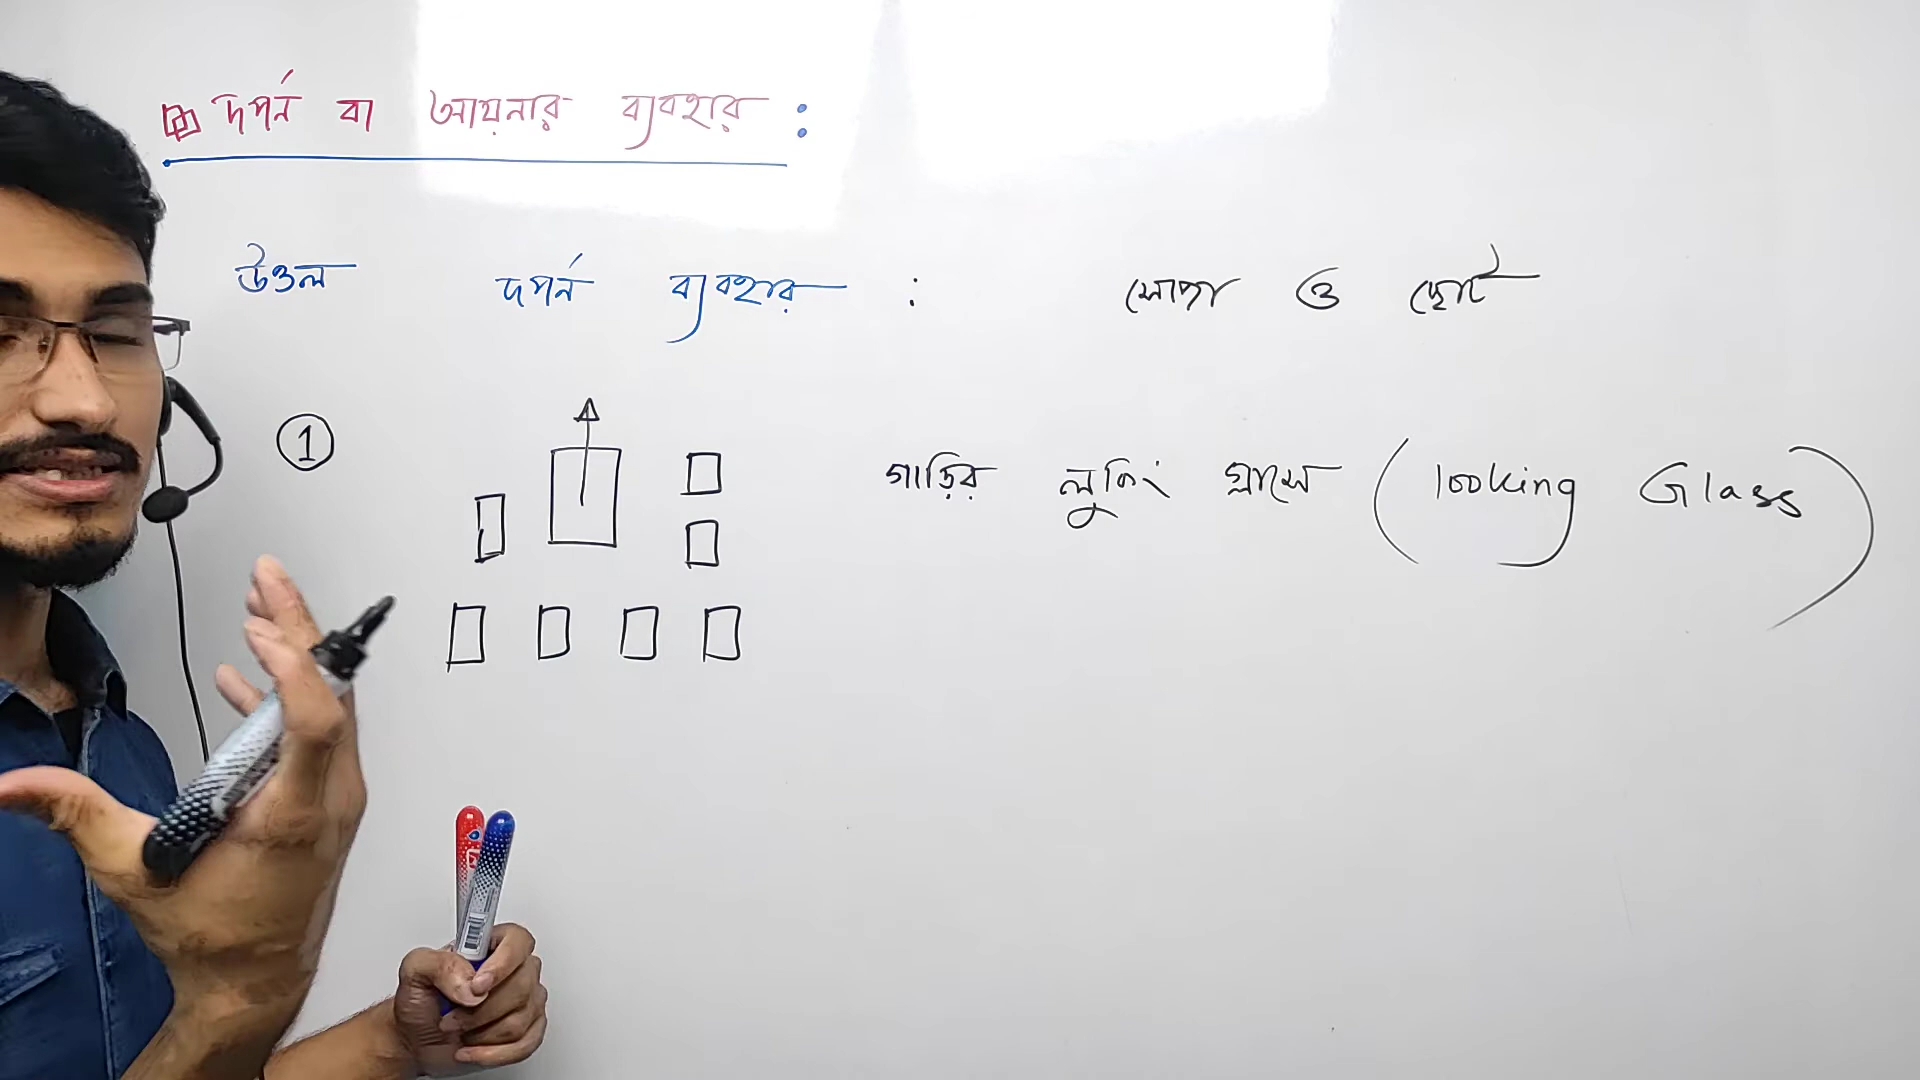 দর্পন বা আয়নার ব্যবহার :
উত্তল দর্পন ব্যবহার : সোজা ও ছোট
1 গাড়ির লুকিং গ্লাসে (looking Glass)